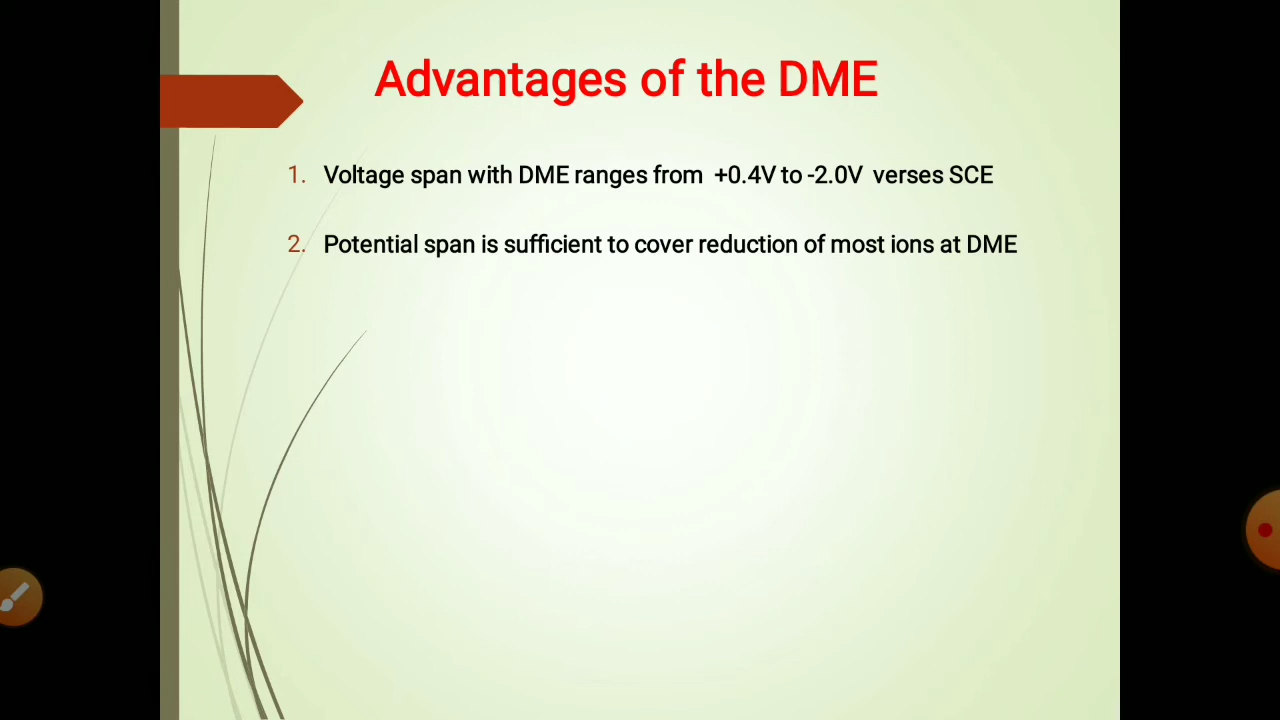 Advantages of the DME
1. Voltage span with DME ranges from +0.4V to -2.0V verses SCE
2. Potential span is sufficient to cover reduction of most ions at DME